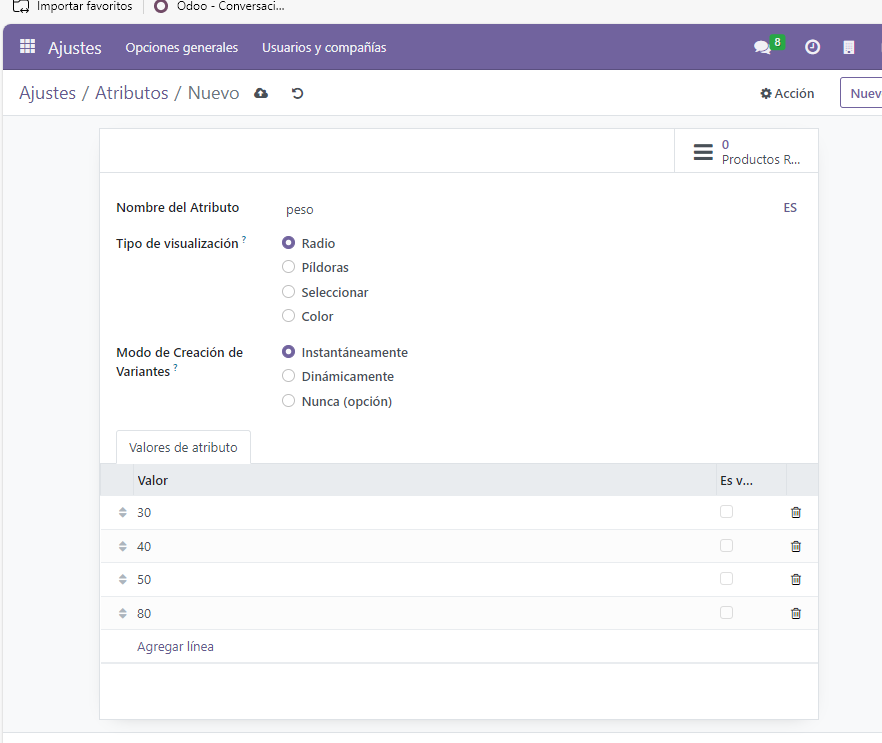 Importar favoritos
Odoo - Conversaci...
Ajustes
Opciones generales
Usuarios y compañías
8
Ajustes / Atributos / Nuevo
Acción
Nuev
0
Productos R...
Nombre del Atributo
peso
ES
Tipo de visualización ?
Radio
Píldoras
Seleccionar
Color
Modo de Creación de
Variantes ?
Instantáneamente
Dinámicamente
Nunca (opción)
Valores de atributo
Valor
Es v...
30
40
50
80
Agregar línea